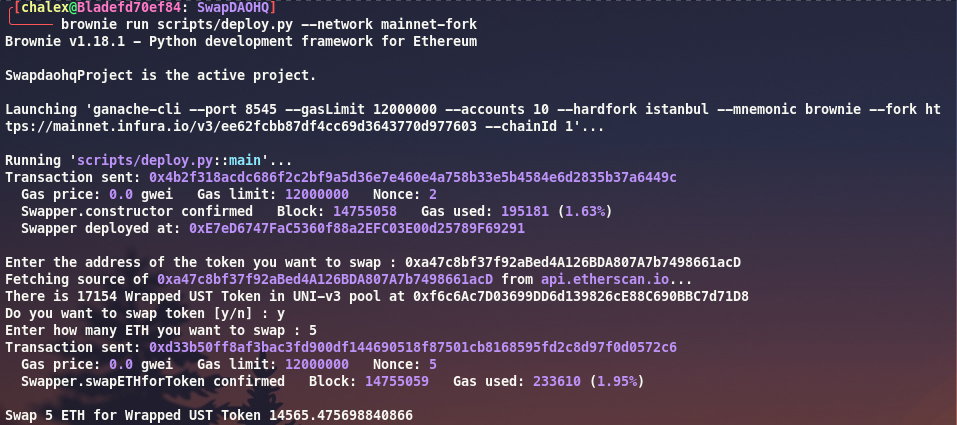 [chalex@Bladefd70ef84: SwapDAOHQ]
brownie run scripts/deploy.py --network mainnet-fork
Brownie v1.18.1 - Python development framework for Ethereum
SwapdaohqProject is the active project.
Launching 'ganache-cli --port 8545 --gasLimit 12000000 --accounts 10 --hardfork istanbul --mnemonic brownie --fork ht
tps://mainnet.infura.io/v3/ee62fcbb87df4cc69d3643770d977603 --chainId 1'...
Running 'scripts/deploy.py::main'...
Transaction sent: 0x4b2f318acdc686f2c2bf9a5d36e7e460e4a758b33e5b4584e6d2835b37a6449c
Gas price: 0.0 gwei   Gas limit: 12000000   Nonce: 2
Swapper.constructor confirmed   Block: 14755058   Gas used: 195181 (1.63%)
Swapper deployed at: 0xE7eD6747FaC5360f88a2EFC03E00d25789F69291
Enter the address of the token you want to swap : 0xa47c8bf37f92aBed4A126BDA807A7b7498661acD
Fetching source of 0xa47c8bf37f92aBed4A126BDA807A7b7498661acD from api.etherscan.io...
There is 17154 Wrapped UST Token in UNI-v3 pool at 0xf6c6Ac7D03699DD6d139826cE88C690BBC7d71D8
Do you want to swap token [y/n] : y
Enter how many ETH you want to swap : 5
Transaction sent: 0xd33b50ff8af3bac3fd900df144690518f87501cb8168595fd2c8d97f0d0572c6
Gas price: 0.0 gwei   Gas limit: 12000000   Nonce: 5
Swapper.swapETHforToken confirmed   Block: 14755059   Gas used: 233610 (1.95%)
Swap 5 ETH for Wrapped UST Token 14565.475698840866